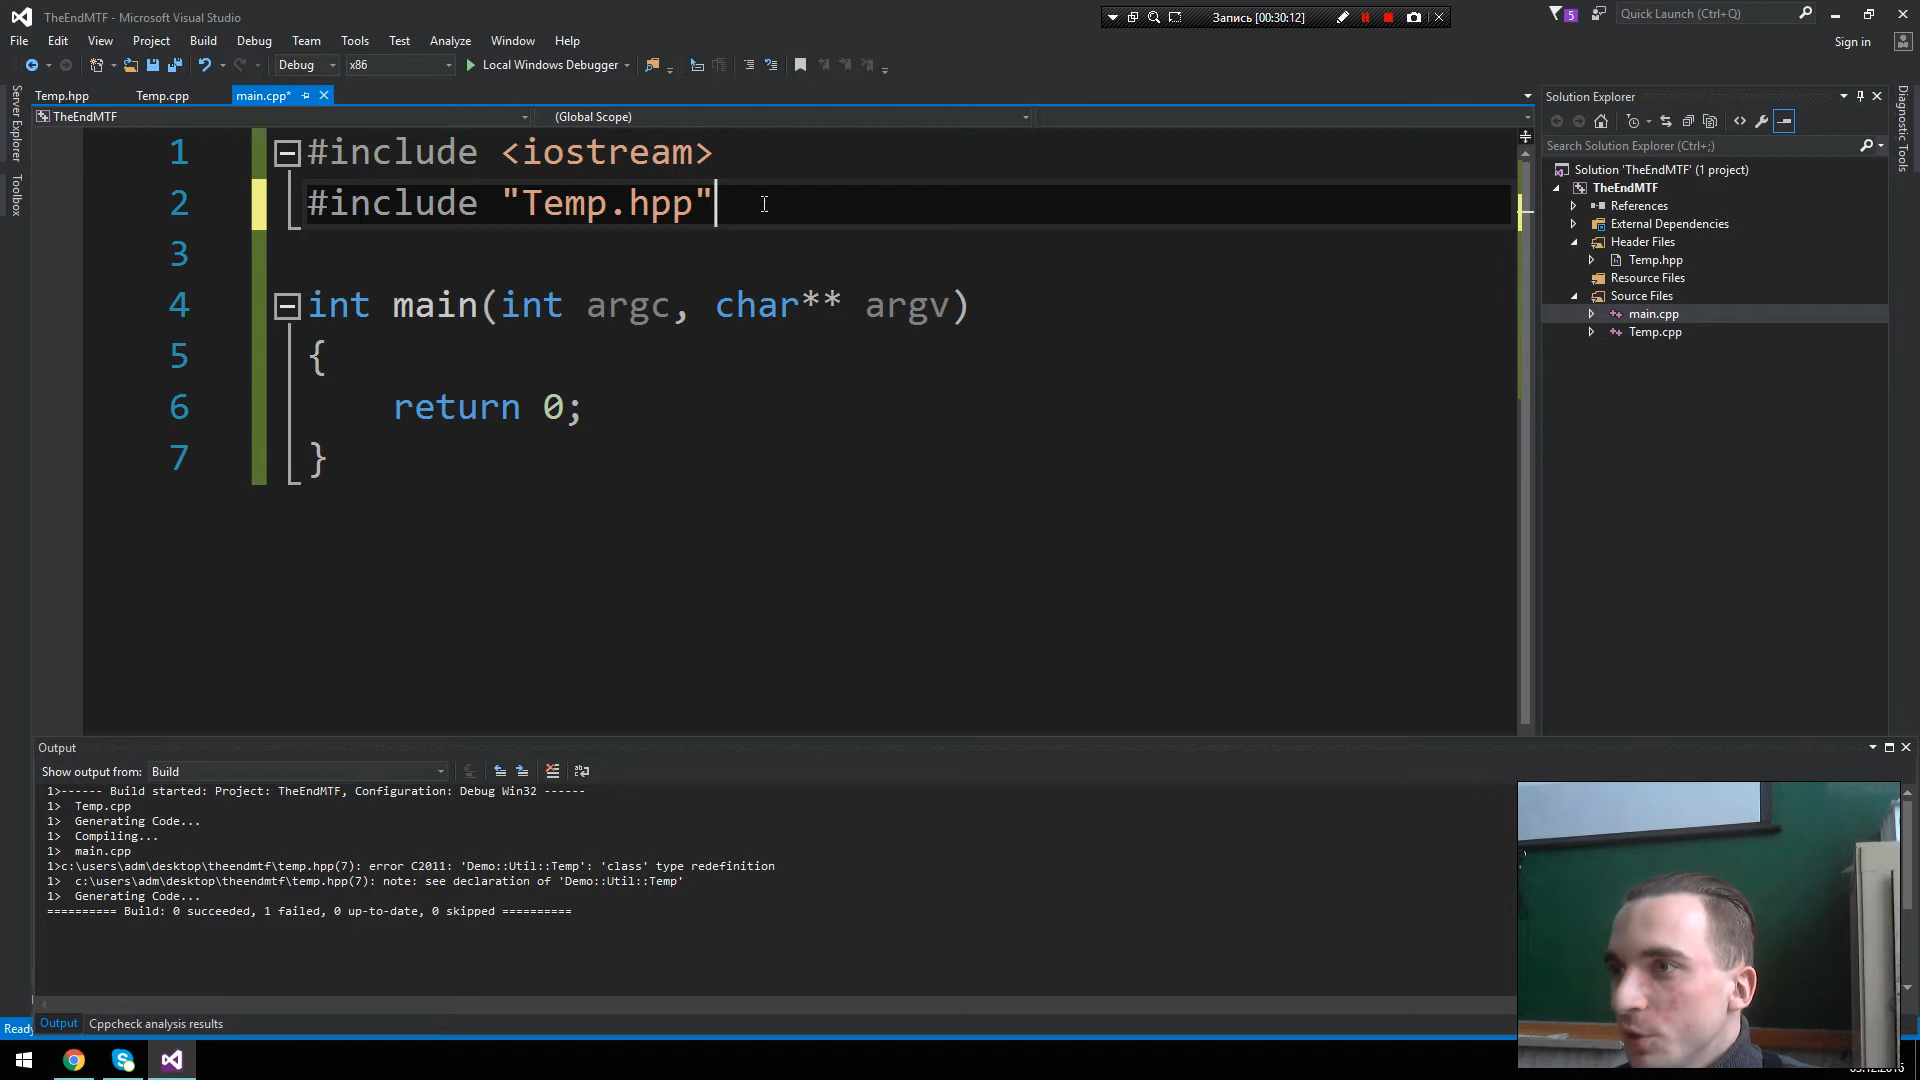 TheEndMTF - Microsoft Visual Studio
Запись [00:30:12]
5
Quick Launch (Ctrl+Q)
File Edit View Project Build Debug Team Tools Test Analyze Window Help
Sign in
Debug x86 Local Windows Debugger
Server Explorer
Toolbox
Temp.hpp Temp.cpp main.cpp*
TheEndMTF (Global Scope)
1 #include <iostream>
2 #include "Temp.hpp"
3
4 int main(int argc, char** argv)
5 {
6 return 0;
7 }
Solution Explorer
Search Solution Explorer (Ctrl+;)
Solution 'TheEndMTF' (1 project)
TheEndMTF
References
External Dependencies
Header Files
Temp.hpp
Resource Files
Source Files
main.cpp
Temp.cpp
Diagnostic Tools
Output
Show output from: Build
1>------ Build started: Project: TheEndMTF, Configuration: Debug Win32 ------
1> Temp.cpp
1> Generating Code...
1> Compiling...
1> main.cpp
1>c:\users\adm\desktop\theendmtf\temp.hpp(7): error C2011: 'Demo::Util::Temp': 'class' type redefinition
1> c:\users\adm\desktop\theendmtf\temp.hpp(7): note: see declaration of 'Demo::Util::Temp'
1> Generating Code...
========== Build: 0 succeeded, 1 failed, 0 up-to-date, 0 skipped ==========
Output Cppcheck analysis results
Ready